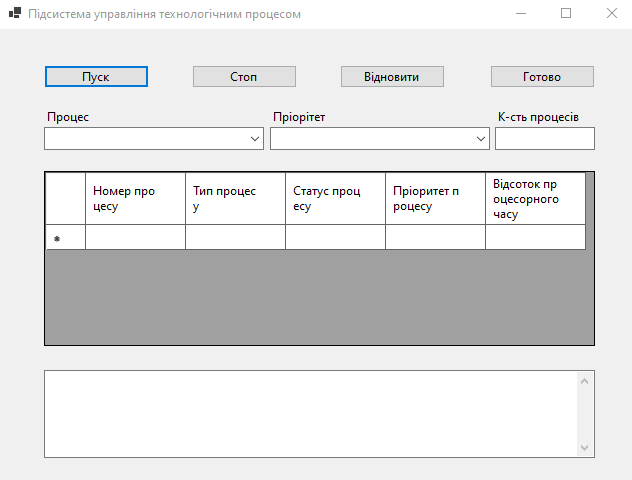 Підсистема управління технологічним процесом
Пуск Стоп Відновити Готово
Процес Пріорітет К-сть процесів
Номер про Тип процес Статус проц Пріоритет п Відсоток пр
цесу у есу роцесу оцесорного
часу